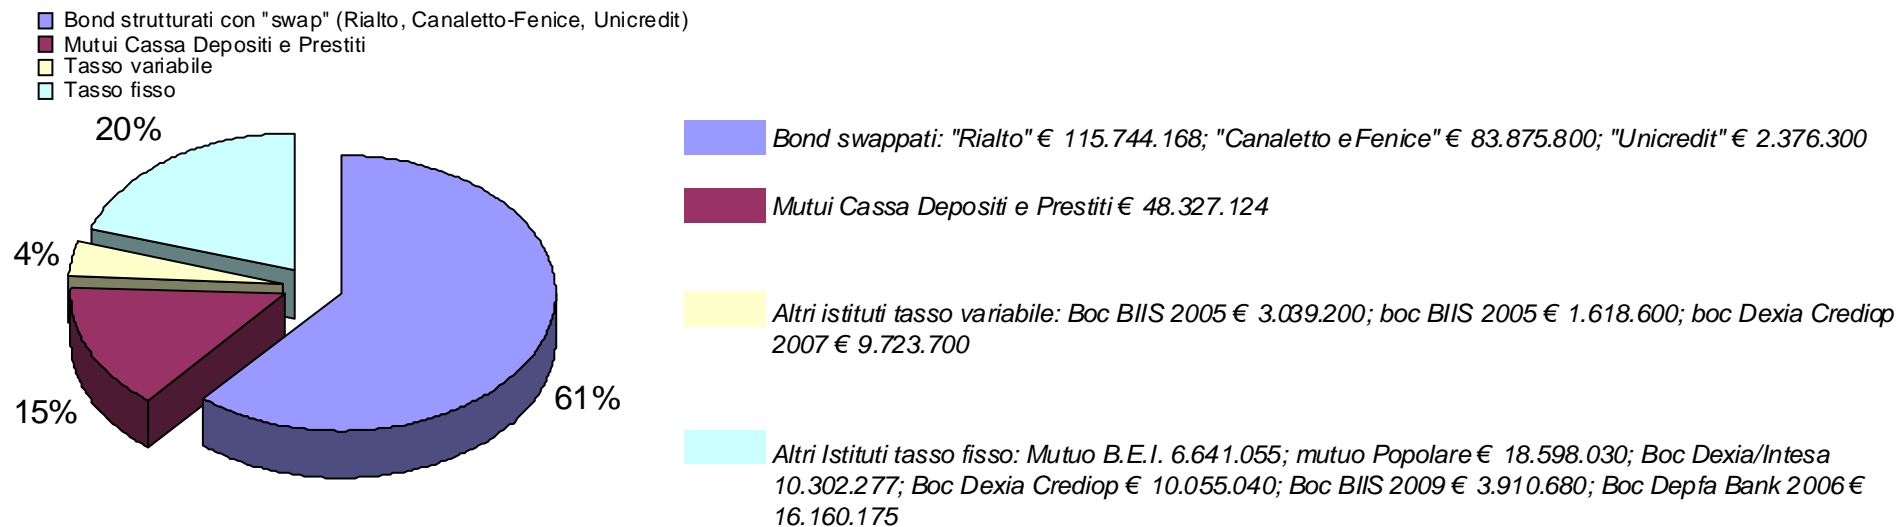 Bond strutturati con "swap" (Rialto, Canaletto-Fenice, Unicredit)
Mutui Cassa Depositi e Prestiti
Tasso variabile
Tasso fisso
20%
4%
15%
61%
Bond swappati: "Rialto" € 115.744.168; "Canaletto e Fenice" € 83.875.800; "Unicredit" € 2.376.300
Mutui Cassa Depositi e Prestiti € 48.327.124
Altri istituti tasso variabile: Boc BIIS 2005 € 3.039.200; boc BIIS 2005 € 1.618.600; boc Dexia Crediop
2007 € 9.723.700
Altri Istituti tasso fisso: Mutuo B.E.I. 6.641.055; mutuo Popolare € 18.598.030; Boc Dexia/Intesa
10.302.277; Boc Dexia Crediop € 10.055.040; Boc BIIS 2009 € 3.910.680; Boc Depfa Bank 2006 €
16.160.175